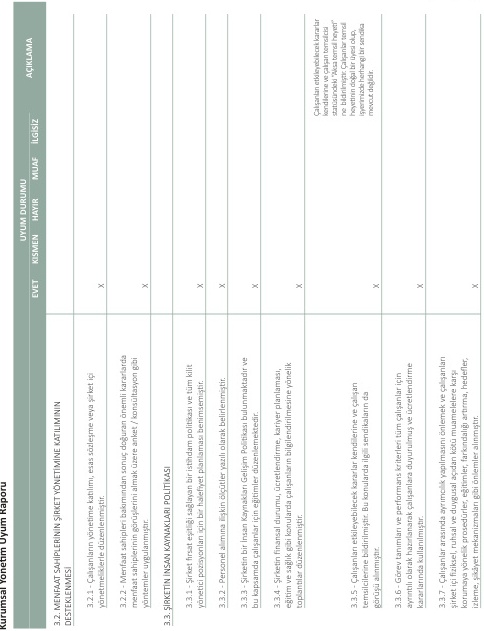 Kurumsal Yönetim Uyum Raporu
UYUM DURUMU
EVET KISMEN HAYIR MUAF İLGİSİZ AÇIKLAMA
3.2. MENFAAT SAHİPLERİNİN ŞİRKET YÖNETİMİNE KATILIMININ
DESTEKLENMESİ
3.2.1 - Çalışanların yönetime katılımı, esas sözleşme veya şirket içi
yönetmeliklerle düzenlenmiştir. X
3.2.2 - Menfaat sahipleri bakımından sonuç doğuran önemli kararlarda
menfaat sahiplerinin görüşlerini almak üzere anket / konsültasyon gibi
yöntemler uygulanmıştır. X
3.3. ŞİRKETİN İNSAN KAYNAKLARI POLİTİKASI
3.3.1 - Şirket fırsat eşitliği sağlayan bir istihdam politikası ve tüm kilit
yönetici pozisyonları için bir halefiyet planlaması benimsemiştir. X
3.3.2 - Personel alımına ilişkin ölçütler yazılı olarak belirlenmiştir. X
3.3.3 - Şirketin bir İnsan Kaynakları Gelişim Politikası bulunmaktadır ve
bu kapsamda çalışanlar için eğitimler düzenlemektedir. X
3.3.4 - Şirketin finansal durumu, ücretlendirme, kariyer planlaması,
eğitim ve sağlık gibi konularda çalışanların bilgilendirilmesine yönelik
toplantılar düzenlenmiştir. X
3.3.5 - Çalışanları etkileyebilecek kararlar kendilerine ve çalışan
temsilcilerine bildirilmiştir. Bu konularda ilgili sendikaların da
görüşü alınmıştır. X
Çalışanları etkileyebilecek kararlar
kendilerine ve çalışan temsilcisi
statüsündeki "Aksa temsil heyeti"
ne bildirilmiştir. Çalışanlar temsil
heyetinin doğal bir üyesi olup,
işyerimizde herhangi bir sendika
mevcut değildir.
3.3.6 - Görev tanımları ve performans kriterleri tüm çalışanlar için
ayrıntılı olarak hazırlanarak çalışanlara duyurulmuş ve ücretlendirme
kararlarında kullanılmıştır. X
3.3.7 - Çalışanlar arasında ayrımcılık yapılmasını önlemek ve çalışanları
şirket içi fiziksel, ruhsal ve duygusal açıdan kötü muamelelere karşı
korumaya yönelik prosedürler, eğitimler, farkındalığı artırma, hedefler,
izleme, şikâyet mekanizmaları gibi önlemler alınmıştır. X